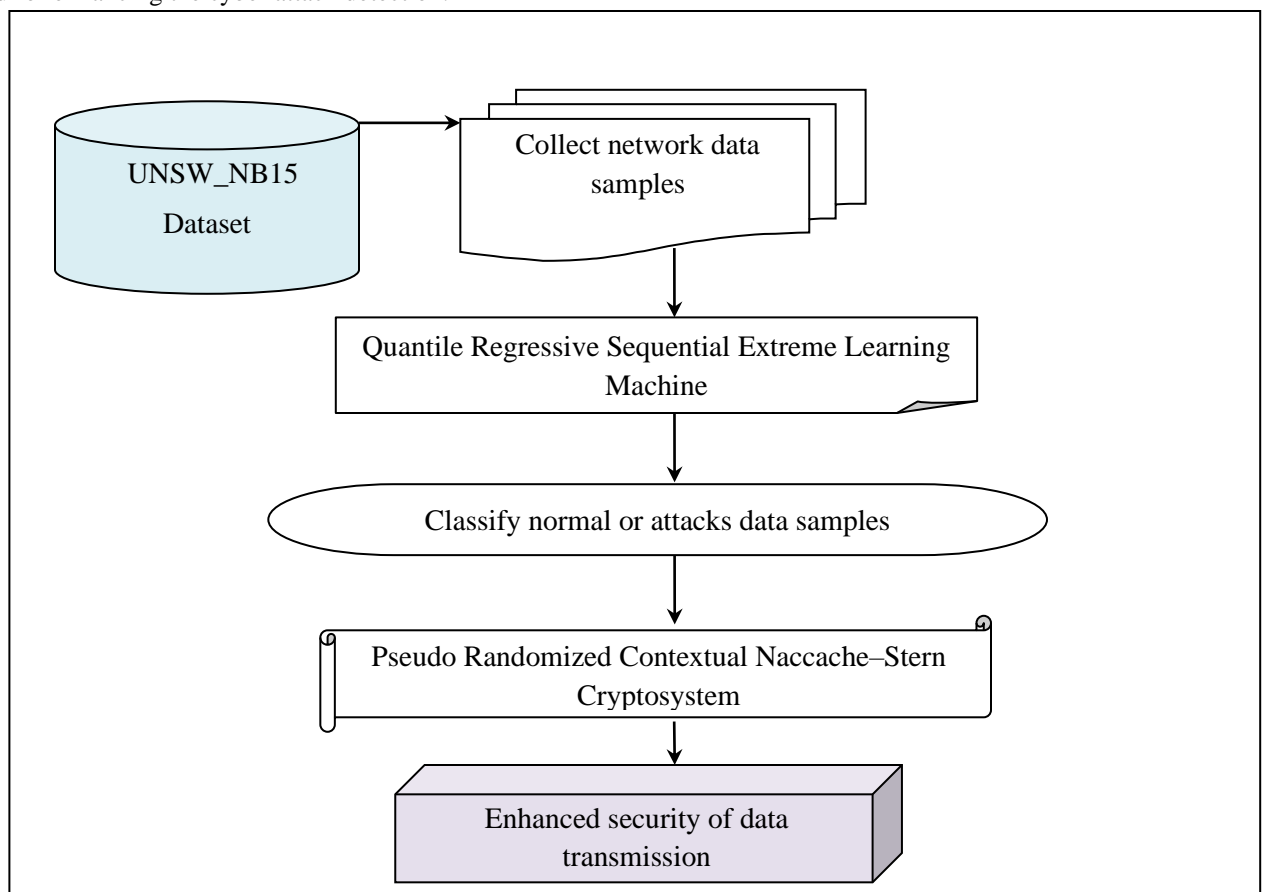 UNSW_NB15
Dataset
Collect network data
samples
Quantile Regressive Sequential Extreme Learning
Machine
Classify normal or attacks data samples
Pseudo Randomized Contextual Naccache–Stern
Cryptosystem
Enhanced security of data
transmission